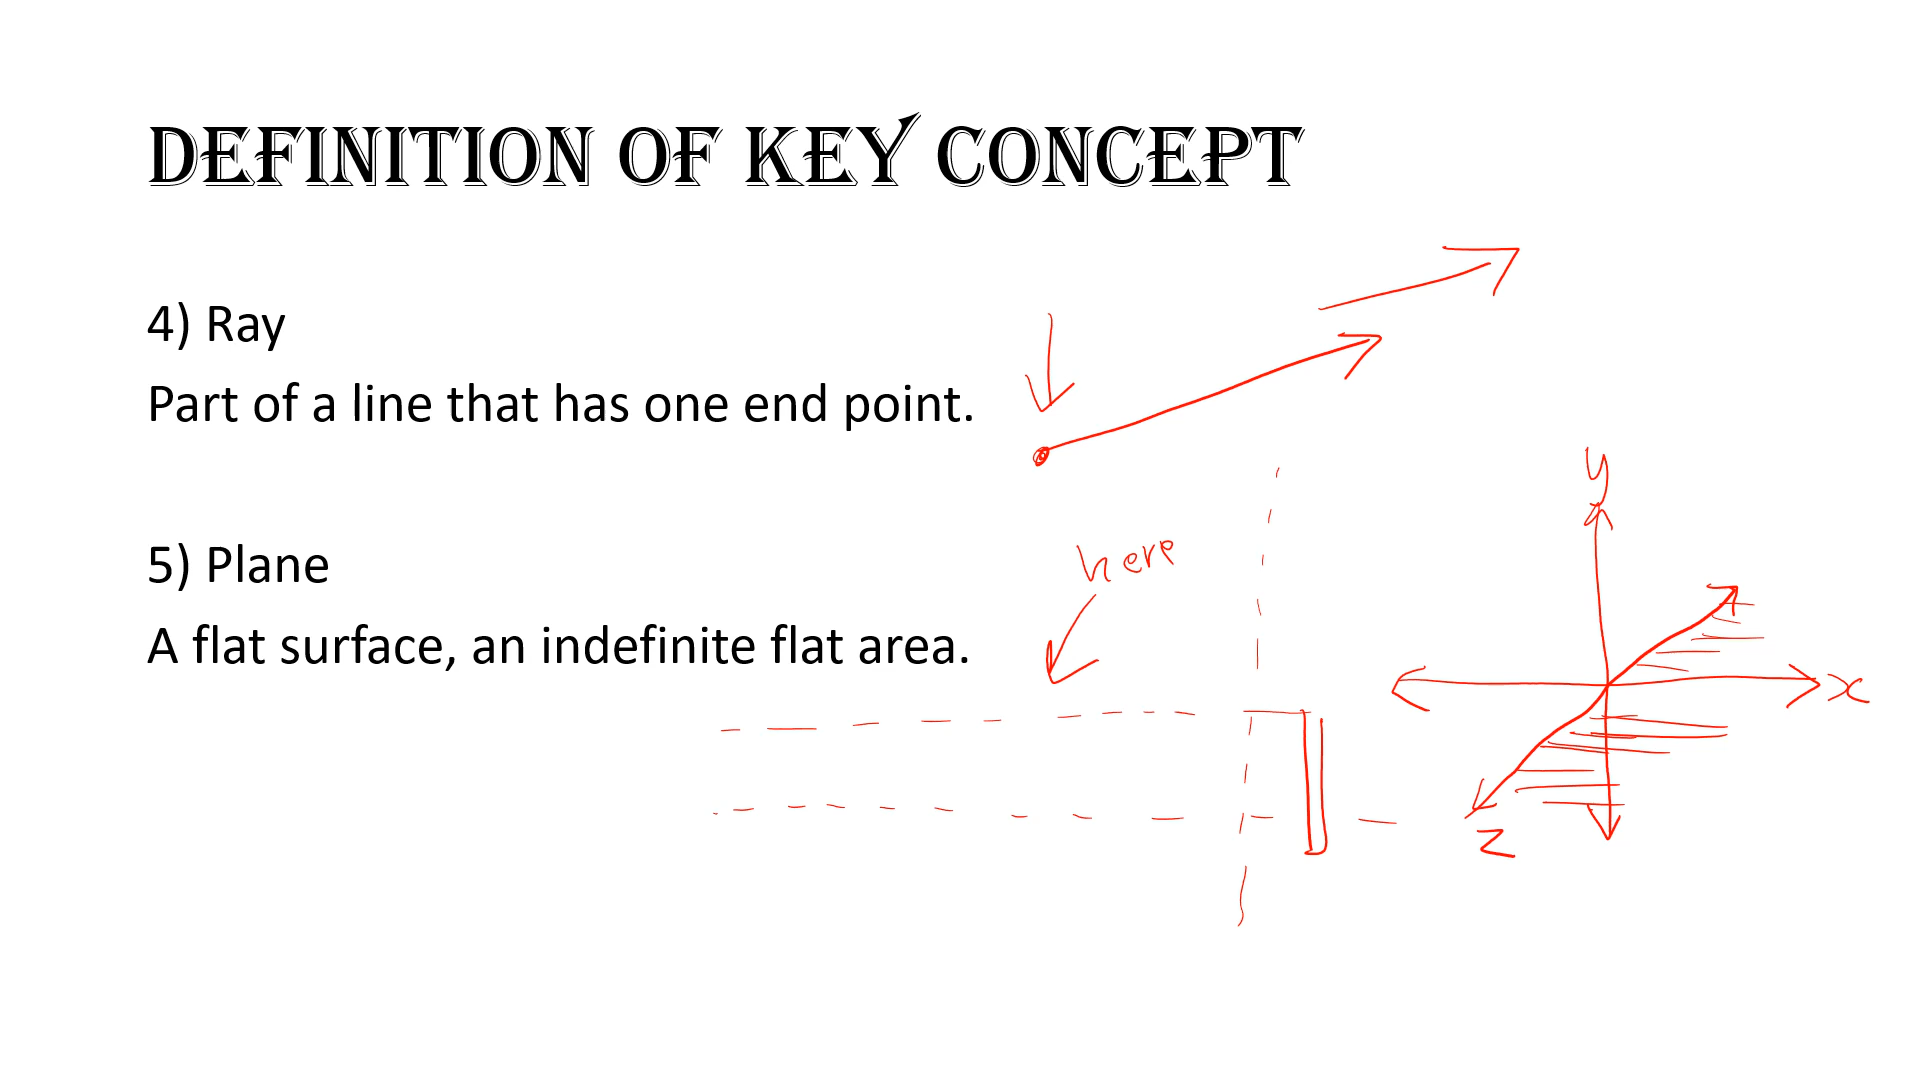 DEFINITION OF KEY CONCEPT
4) Ray
Part of a line that has one end point.
5) Plane
A flat surface, an indefinite flat area.
here
y
x
z